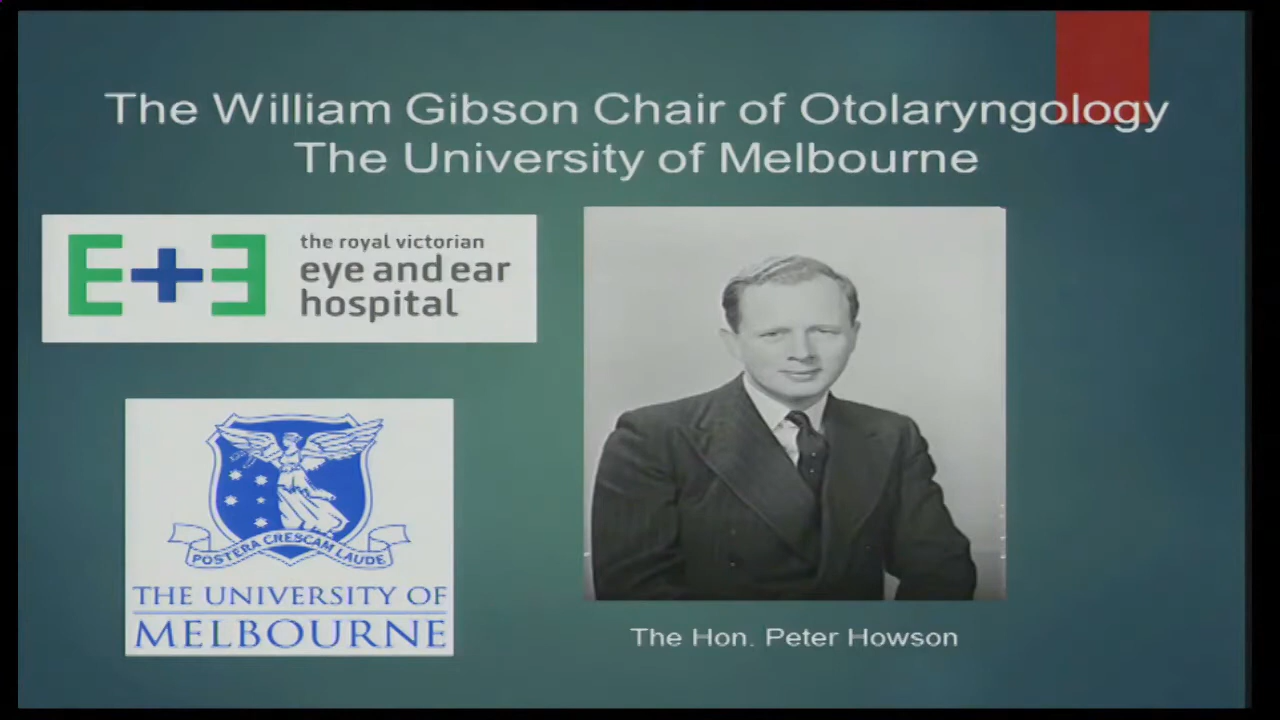 The William Gibson Chair of Otolaryngology
The University of Melbourne
E+E
the royal victorian
eye and ear
hospital
POSTERA CRESCAM LAUDE
THE UNIVERSITY OF
MELBOURNE
The Hon. Peter Howson